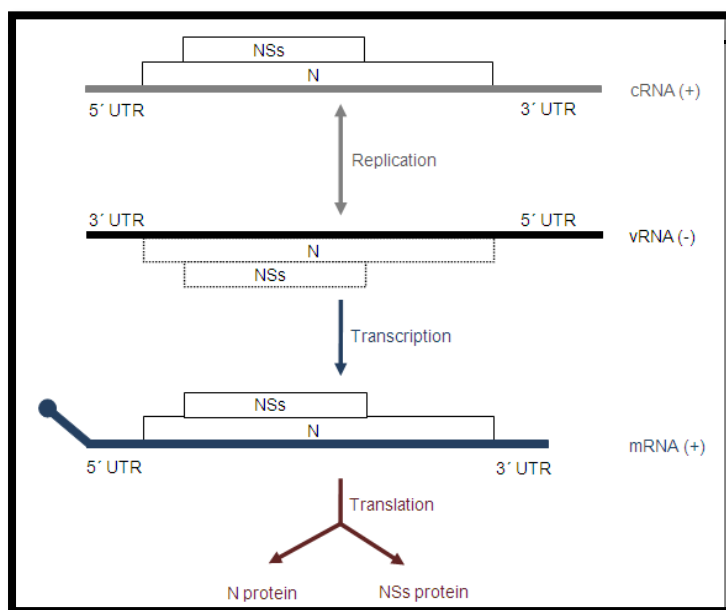 NSs
N
5´ UTR 3´ UTR cRNA (+)
Replication
3´ UTR 5´ UTR
vRNA (-)
N
NSs
Transcription
NSs
N
mRNA (+)
5´ UTR 3´ UTR
Translation
N protein NSs protein